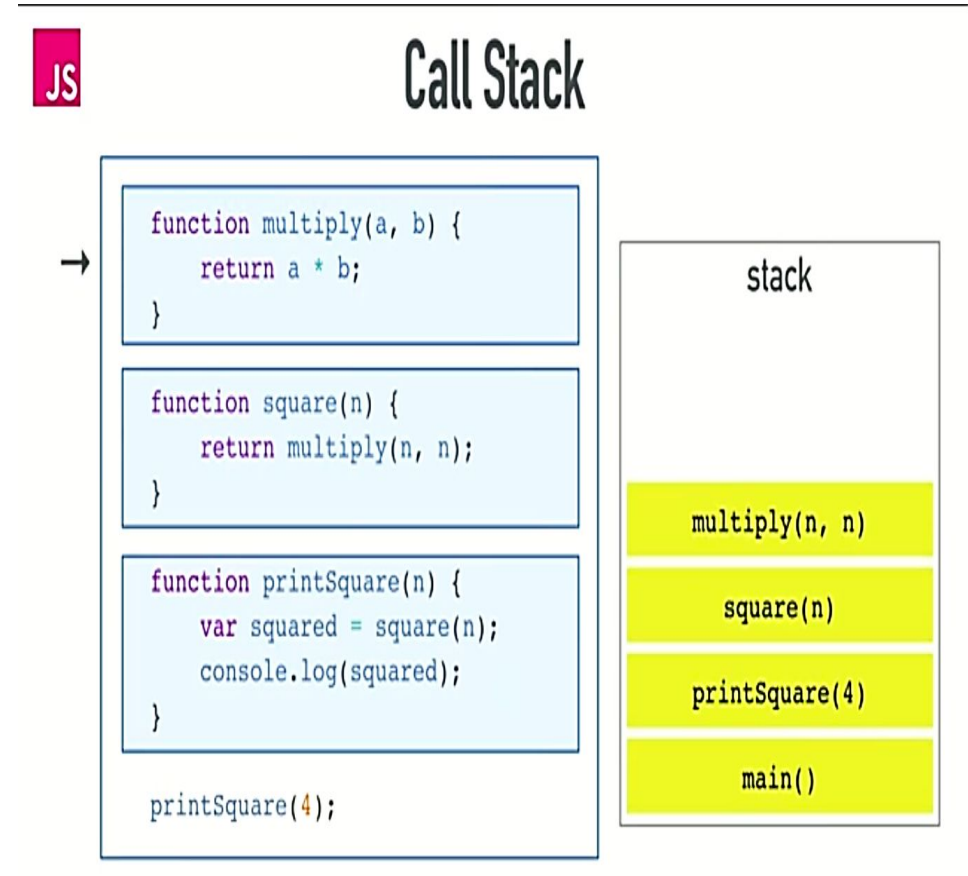 JS
Call Stack
function multiply(a, b) {
return a * b;
}
function square(n) {
return multiply(n, n);
}
function printSquare(n) {
var squared = square(n);
console.log(squared);
}
printSquare(4);
stack
multiply(n, n)
square(n)
printSquare(4)
main()